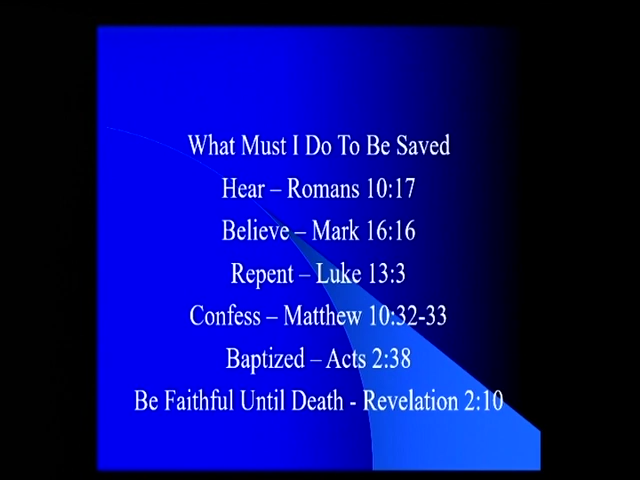 What Must I Do To Be Saved
Hear – Romans 10:17
Believe – Mark 16:16
Repent – Luke 13:3
Confess – Matthew 10:32-33
Baptized – Acts 2:38
Be Faithful Until Death - Revelation 2:10